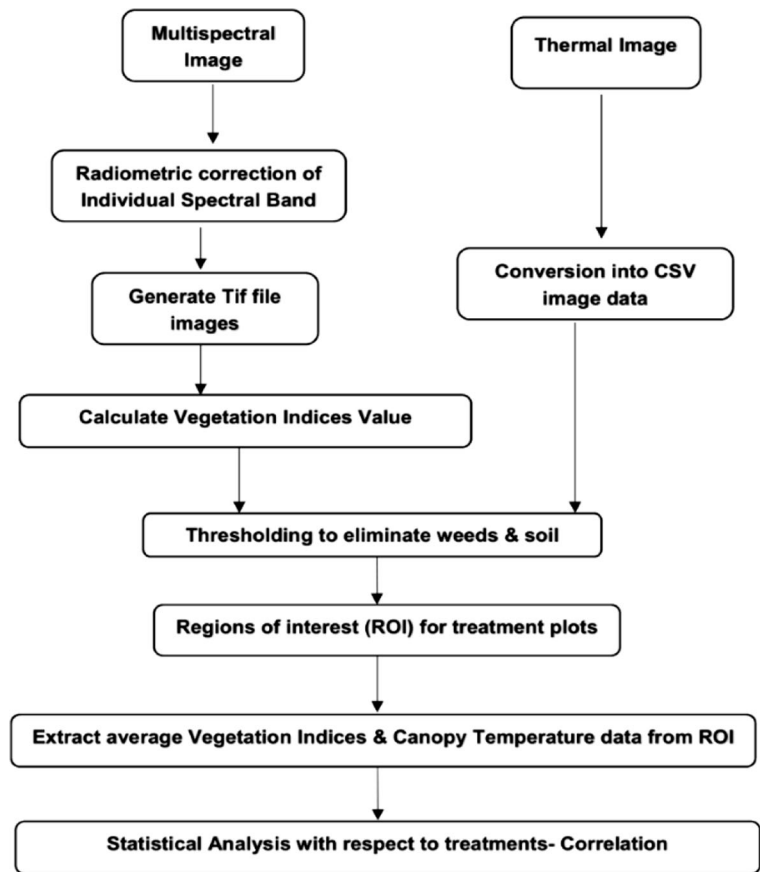 Multispectral
Image
Thermal Image
Radiometric correction of
Individual Spectral Band
Conversion into CSV
image data
Generate Tif file
images
Calculate Vegetation Indices Value
Thresholding to eliminate weeds & soil
Regions of interest (ROI) for treatment plots
Extract average Vegetation Indices & Canopy Temperature data from ROI
Statistical Analysis with respect to treatments- Correlation